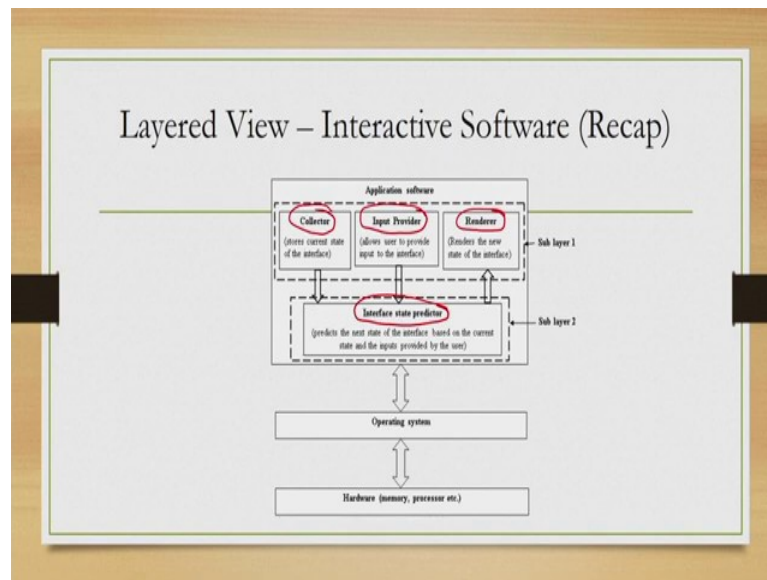 Layered View – Interactive Software (Recap)
Application software
Collector
(stores current state
of the interface)
Input Provider
(allows user to provide
input to the interface)
Renderer
(Renders the new
state of the interface)
Sub layer 1
Interface state predictor
(predicts the next state of the interface based on the current
state and the inputs provided by the user)
Sub layer 2
Operating system
Hardware (memory, processor etc.)